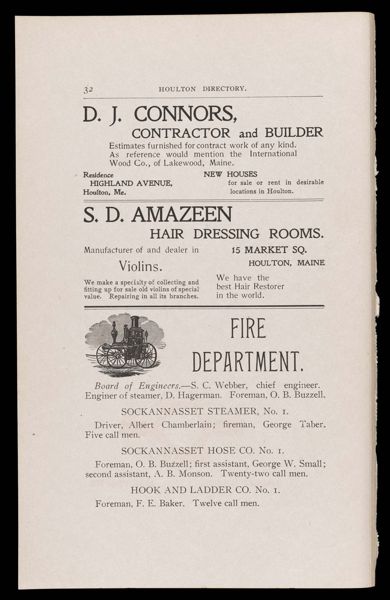 32 HOULTON DIRECTORY.
D. J. CONNORS,
CONTRACTOR and BUILDER
Estimates furnished for contract work of any kind.
As reference would mention the International
Wood Co., of Lakewood, Maine.
Residence
HIGHLAND AVENUE,
Houlton, Me.
NEW HOUSES
for sale or rent in desirable
locations in Houlton.
S. D. AMAZEEN
HAIR DRESSING ROOMS.
Manufacturer of and dealer in
Violins.
We make a specialty of collecting and
fitting up for sale old violins of special
value. Repairing in all its branches.
15 MARKET SQ.
HOULTON, MAINE
We have the
best Hair Restorer
in the world.
FIRE
DEPARTMENT.
Board of Engineers.—S. C. Webber, chief engineer.
Enginer of steamer, D. Hagerman. Foreman, O. B. Buzzell.
SOCKANNASSET STEAMER, No. 1.
Driver, Albert Chamberlain; fireman, George Taber.
Five call men.
SOCKANNASSET HOSE CO. No. 1.
Foreman, O. B. Buzzell; first assistant, George W. Small;
second assistant, A. B. Monson. Twenty-two call men.
HOOK AND LADDER CO. No. 1.
Foreman, F. E. Baker. Twelve call men.